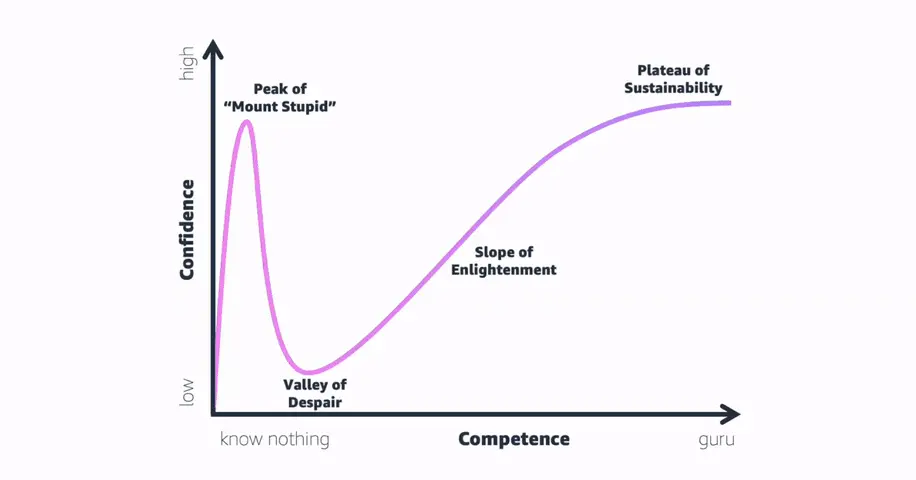 high
Peak of
“Mount Stupid”
Plateau of
Sustainability
Confidence
Slope of
Enlightenment
low
Valley of
Despair
know nothing
Competence
guru